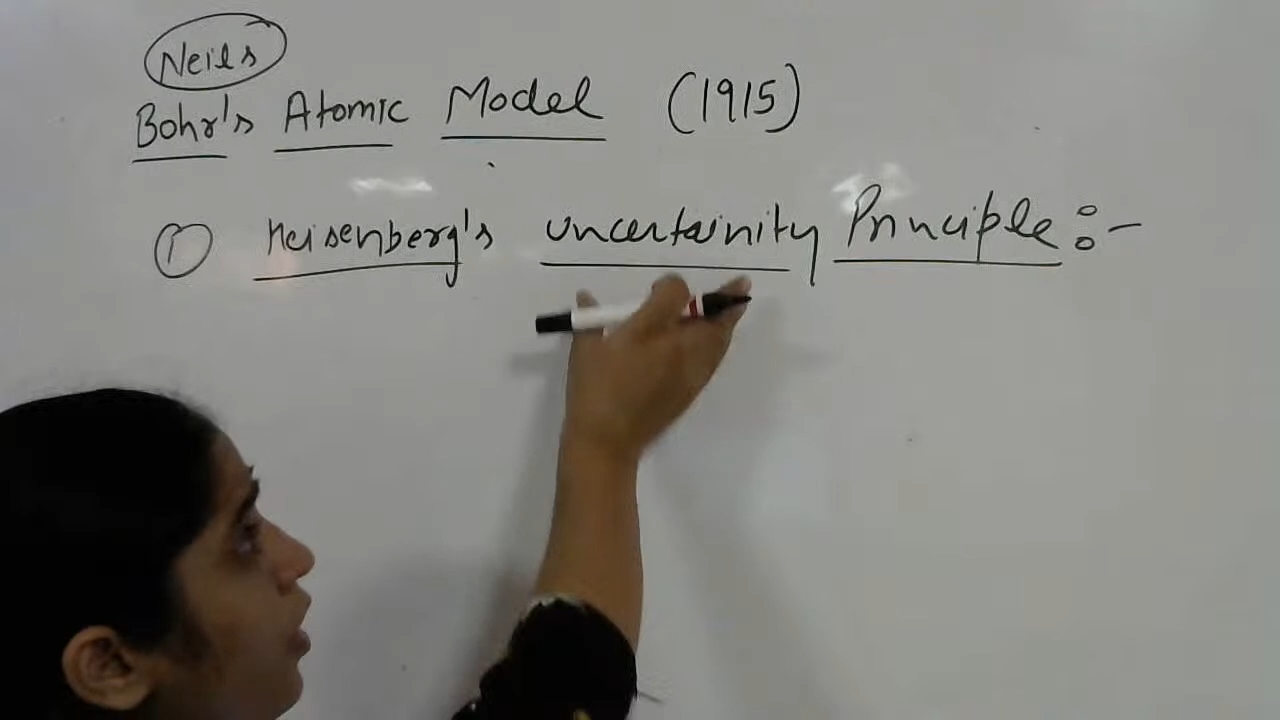 Neils
Bohr's Atomic Model (1915)
① Heisenberg's Uncertainity Principle :-